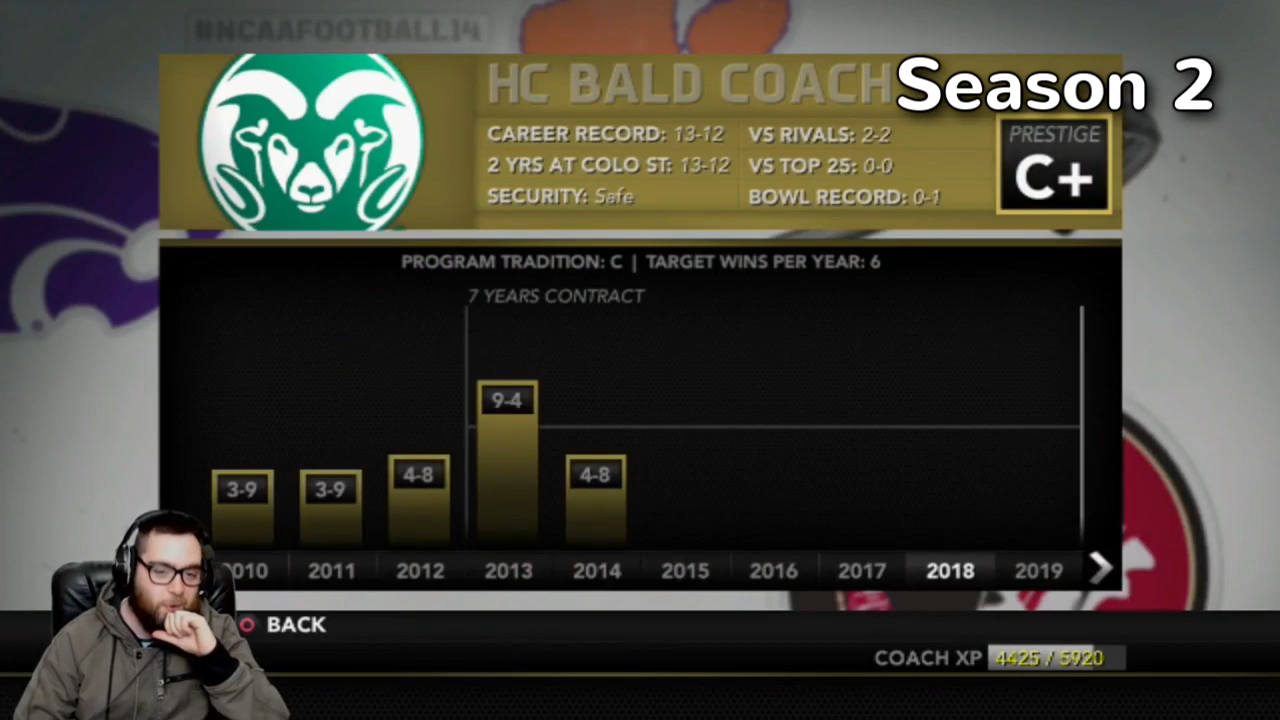 #NCAAFOOTBALL14
HC BALD COACH
Season 2
CAREER RECORD: 13-12
VS RIVALS: 2-2
2 YRS AT COLO ST: 13-12
VS TOP 25: 0-0
SECURITY: Safe
BOWL RECORD: 0-1
PRESTIGE
C+
PROGRAM TRADITION: C | TARGET WINS PER YEAR: 6
7 YEARS CONTRACT
3-9 3-9 4-8 9-4 4-8
2010 2011 2012 2013 2014 2015 2016 2017 2018 2019
BACK
COACH XP 4425 / 5920